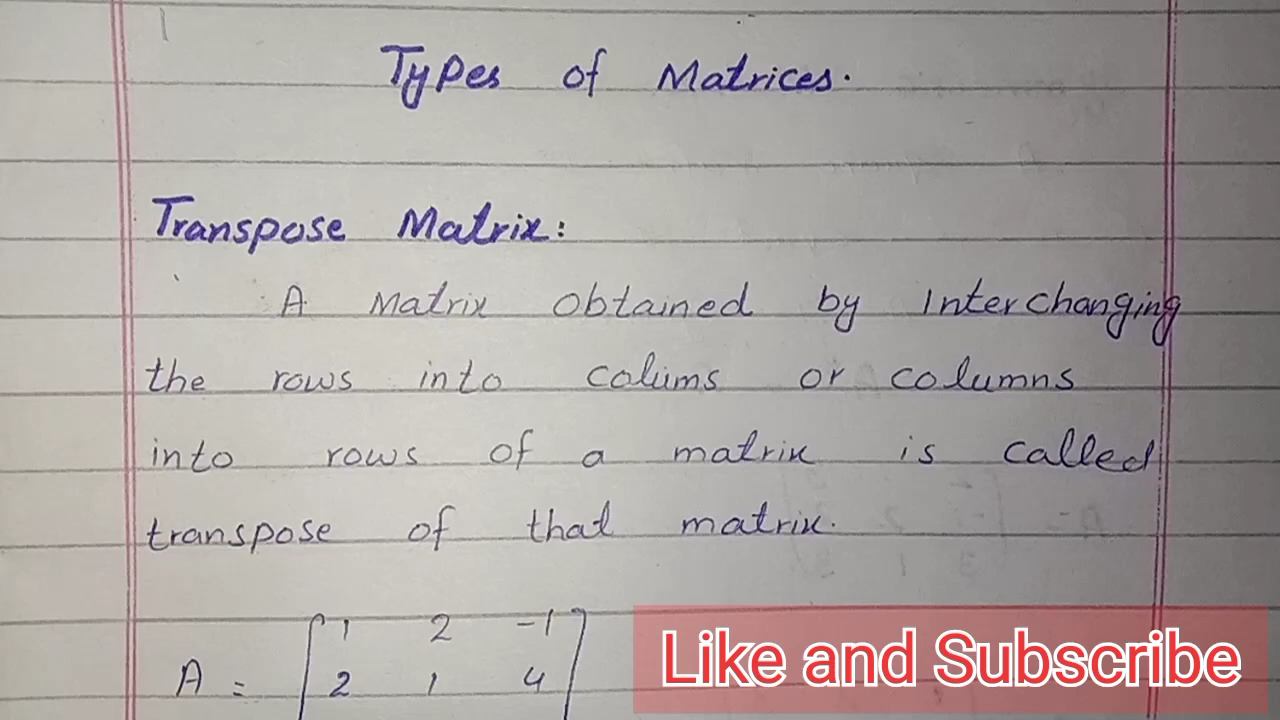 Types of Matrices.
Transpose Matrix:
A Matrix obtained by Interchanging
the rows into colums or columns
into rows of a matrix is called
transpose of that matrix.
1 2 -1
A = 2 1 4
Like and Subscribe